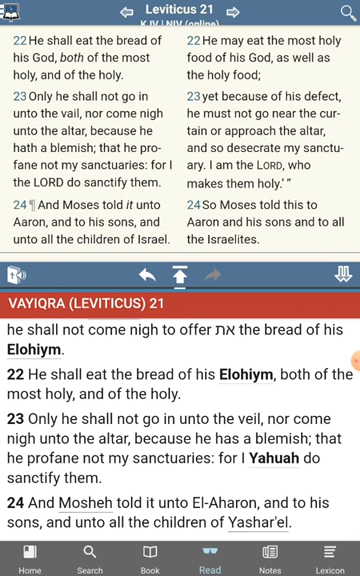 Leviticus 21
KJV | NIV (online)
22 He shall eat the bread of
his God, both of the most
holy, and of the holy.
23 Only he shall not go in
unto the vail, nor come nigh
unto the altar, because he
hath a blemish; that he pro-
fane not my sanctuaries: for I
the LORD do sanctify them.
24 ¶ And Moses told it unto
Aaron, and to his sons, and
unto all the children of Israel.
22 He may eat the most holy
food of his God, as well as
the holy food;
23 yet because of his defect,
he must not go near the cur-
tain or approach the altar,
and so desecrate my sanctu-
ary. I am the LORD, who
makes them holy.’ ”
24 So Moses told this to
Aaron and his sons and to all
the Israelites.
VAYIQRA (LEVITICUS) 21
he shall not come nigh to offer את the bread of his
Elohiym.
22 He shall eat the bread of his Elohiym, both of the
most holy, and of the holy.
23 Only he shall not go in unto the veil, nor come
nigh unto the altar, because he has a blemish; that
he profane not my sanctuaries: for I Yahuah do
sanctify them.
24 And Mosheh told it unto El-Aharon, and to his
sons, and unto all the children of Yashar'el.
Home
Search
Book
Read
Notes
Lexicon